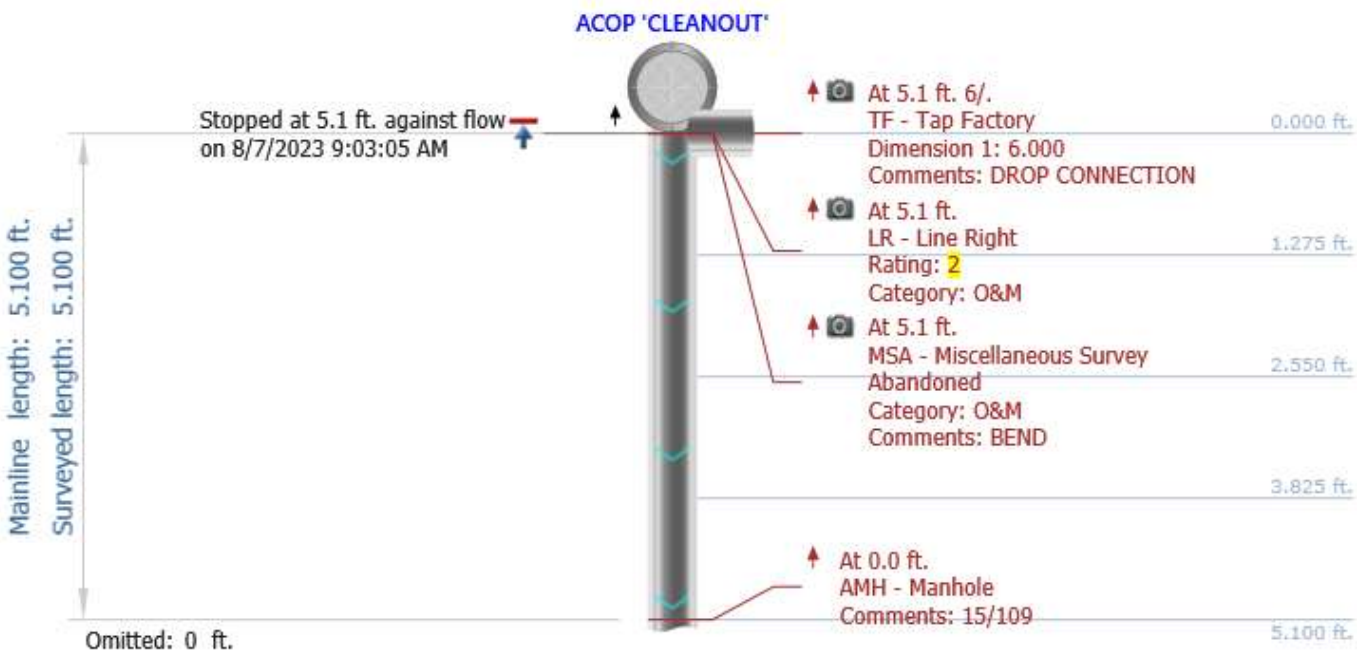 ACOP 'CLEANOUT'
Stopped at 5.1 ft. against flow
on 8/7/2023 9:03:05 AM
At 5.1 ft. 6/.
TF - Tap Factory
Dimension 1: 6.000
Comments: DROP CONNECTION
0.000 ft.
At 5.1 ft.
LR - Line Right
Rating: 2
Category: O&M
1.275 ft.
At 5.1 ft.
MSA - Miscellaneous Survey
Abandoned
Category: O&M
Comments: BEND
2.550 ft.
3.825 ft.
Mainline length: 5.100 ft.
Surveyed length: 5.100 ft.
At 0.0 ft.
AMH - Manhole
Comments: 15/109
5.100 ft.
Omitted: 0 ft.